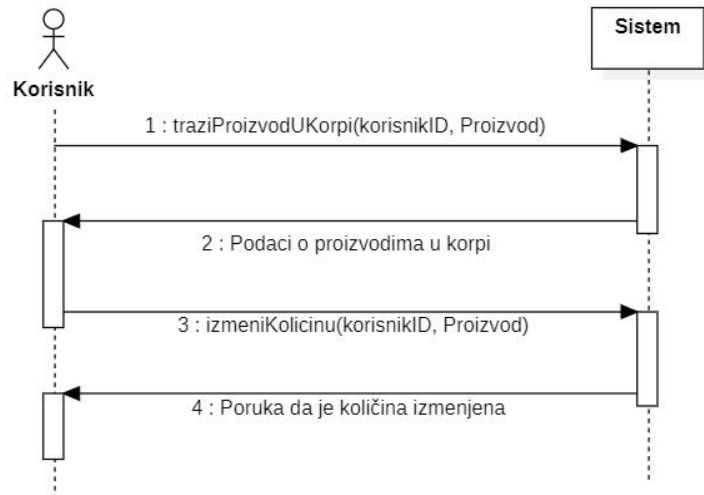 Sistem
Korisnik
1 : traziProizvodUKorpi(korisnikID, Proizvod)
2 : Podaci o proizvodima u korpi
3 : izmeniKolicinu(korisnikID, Proizvod)
4 : Poruka da je količina izmenjena